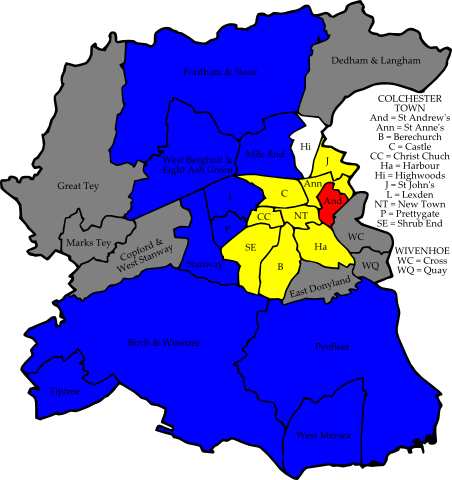 Dedham & Langham
Fordham & Stour
COLCHESTER
TOWN
And = St Andrew's
Ann = St Anne's
B = Berechurch
C = Castle
CC = Christ Chuch
Ha = Harbour
Hi = Highwoods
J = St John's
L = Lexden
NT = New Town
P = Prettygate
SE = Shrub End
WIVENHOE
WC = Cross
WQ = Quay
Hi
Mile End
J
West Bergholt &
Eight Ash Green
Great Tey
Ann
C
L
And
CC
NT
P
WC
Marks Tey
Copford &
West Stanway
SE
Ha
Stanway
B
WQ
East Donyland
Birch & Winstree
Pyefleet
Tiptree
West Mersea